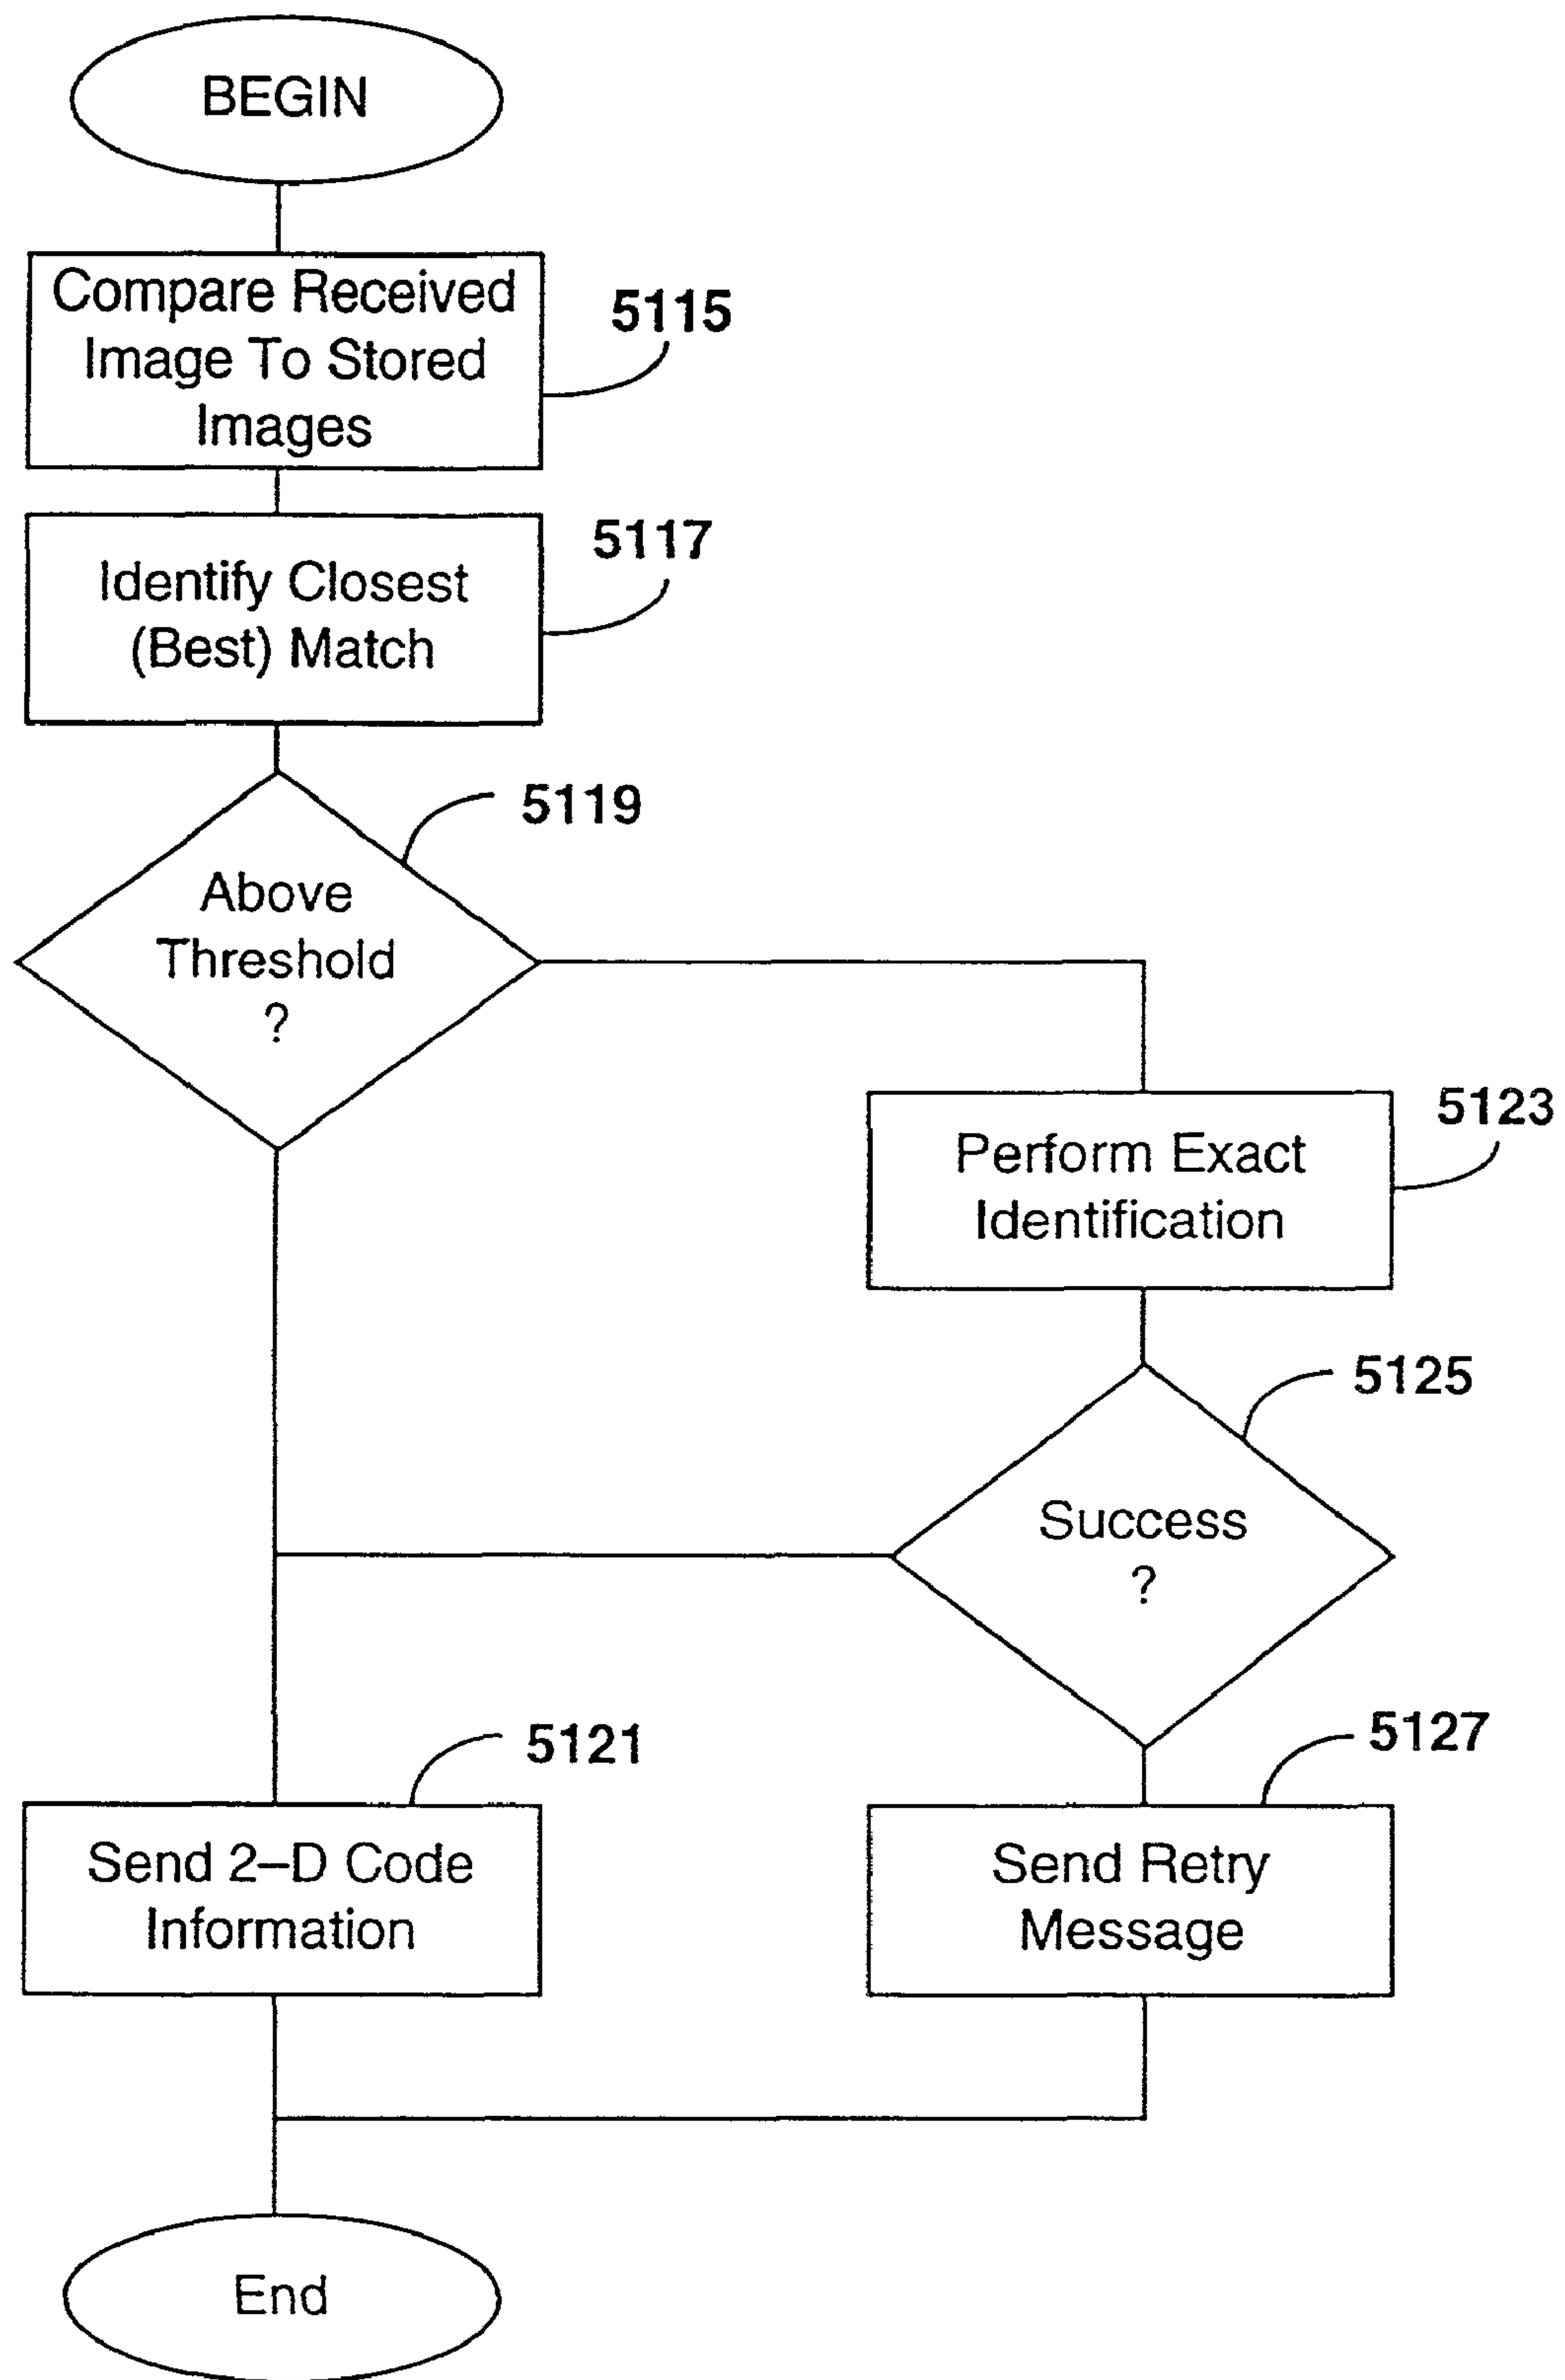 BEGIN
Compare Received
Image To Stored
Images
5115
Identify Closest
(Best) Match
5117
5119
Above
Threshold
?
Perform Exact
Identification
5123
5125
Success
?
5121
Send 2–D Code
Information
5127
Send Retry
Message
End